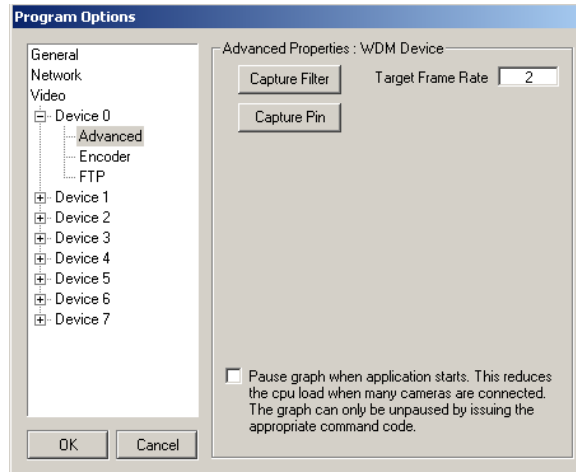 Program Options
General
Network
Video
Device 0
Advanced
Encoder
FTP
Device 1
Device 2
Device 3
Device 4
Device 5
Device 6
Device 7
OK
Cancel
Advanced Properties : WDM Device
Capture Filter
Target Frame Rate
2
Capture Pin
Pause graph when application starts. This reduces
the cpu load when many cameras are connected.
The graph can only be unpaused by issuing the
appropriate command code.